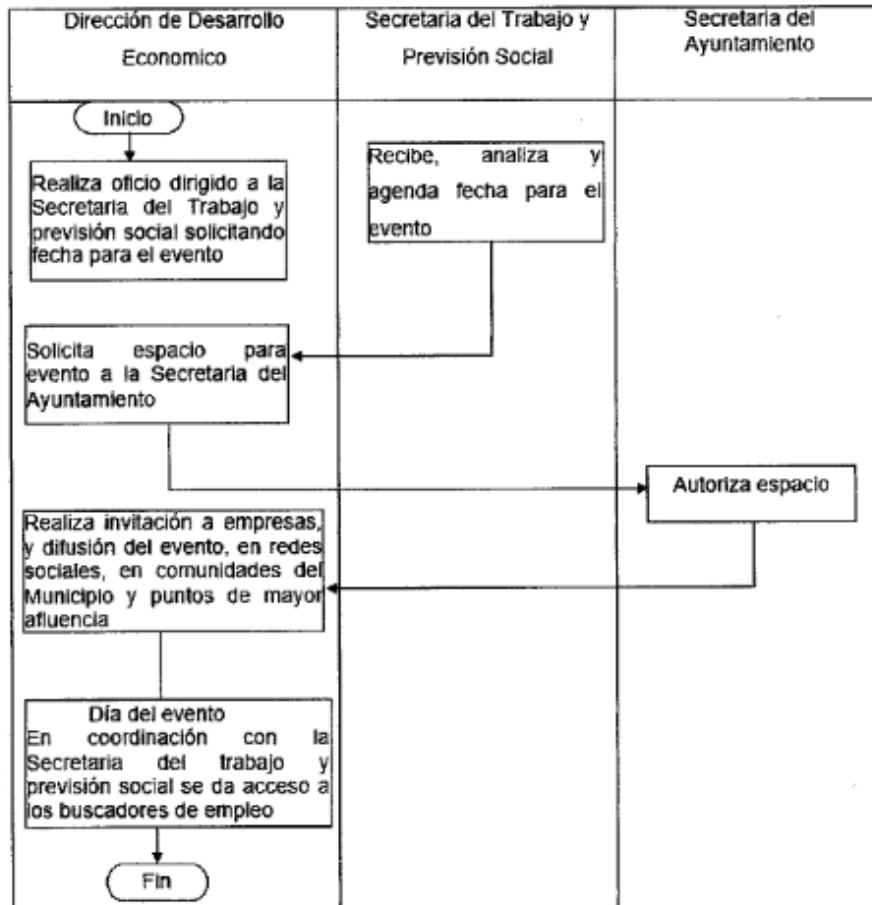 Dirección de Desarrollo
Economico
Secretaria del Trabajo y
Previsión Social
Secretaria del
Ayuntamiento
Inicio
Realiza oficio dirigido a la
Secretaria del Trabajo y
previsión social solicitando
fecha para el evento
Recibe, analiza y
agenda fecha para el
evento
Solicita espacio para
evento a la Secretaria del
Ayuntamiento
Autoriza espacio
Realiza invitación a empresas,
y difusión del evento, en redes
sociales, en comunidades del
Municipio y puntos de mayor
afluencia
Día del evento
En coordinación con la
Secretaria del trabajo y
previsión social se da acceso a
los buscadores de empleo
Fin